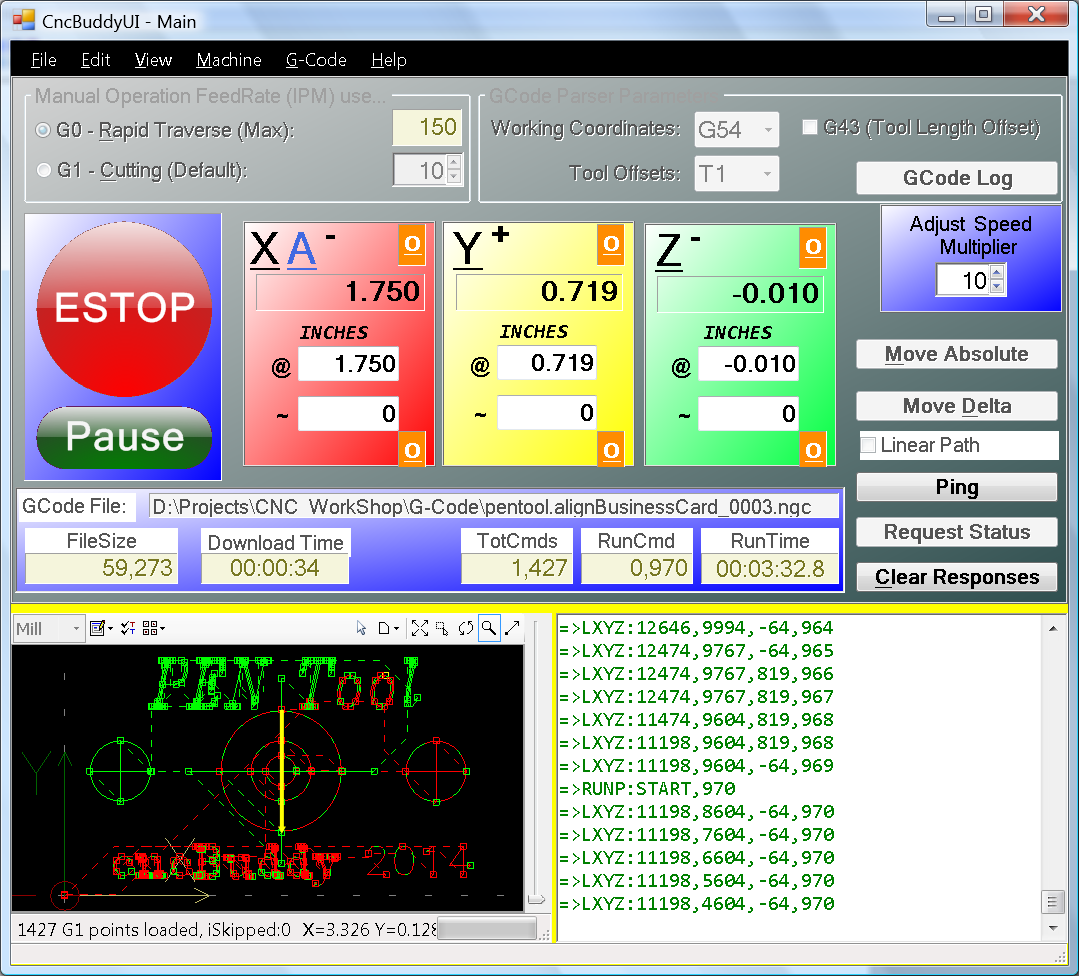 CncBuddyUI - Main
File Edit View Machine G-Code Help
Manual Operation FeedRate (IPM) use...
G0 - Rapid Traverse (Max): 150
G1 - Cutting (Default): 10
GCode Parser Parameters
Working Coordinates: G54 G43 (Tool Length Offset)
Tool Offsets: T1
GCode Log
ESTOP
Pause
X A - O
1.750
INCHES
@ 1.750
~ 0
O
Y + O
0.719
INCHES
@ 0.719
~ 0
O
Z - O
-0.010
INCHES
@ -0.010
~ 0
O
Adjust Speed
Multiplier
10
Move Absolute
Move Delta
Linear Path
Ping
Request Status
Clear Responses
GCode File: D:\Projects\CNC WorkShop\G-Code\pentool.alignBusinessCard_0003.ngc
FileSize Download Time TotCmds RunCmd RunTime
59,273 00:00:34 1,427 0,970 00:03:32.8
Mill
PEN Tool
Y
X
cncBuddy 2014
1427 G1 points loaded, iSkipped:0 X=3.326 Y=0.128
=>LXYZ:12646,9994,-64,964
=>LXYZ:12474,9767,-64,965
=>LXYZ:12474,9767,819,966
=>LXYZ:12474,9767,819,967
=>LXYZ:11474,9604,819,968
=>LXYZ:11198,9604,819,968
=>LXYZ:11198,9604,-64,969
=>RUNP:START,970
=>LXYZ:11198,8604,-64,970
=>LXYZ:11198,7604,-64,970
=>LXYZ:11198,6604,-64,970
=>LXYZ:11198,5604,-64,970
=>LXYZ:11198,4604,-64,970